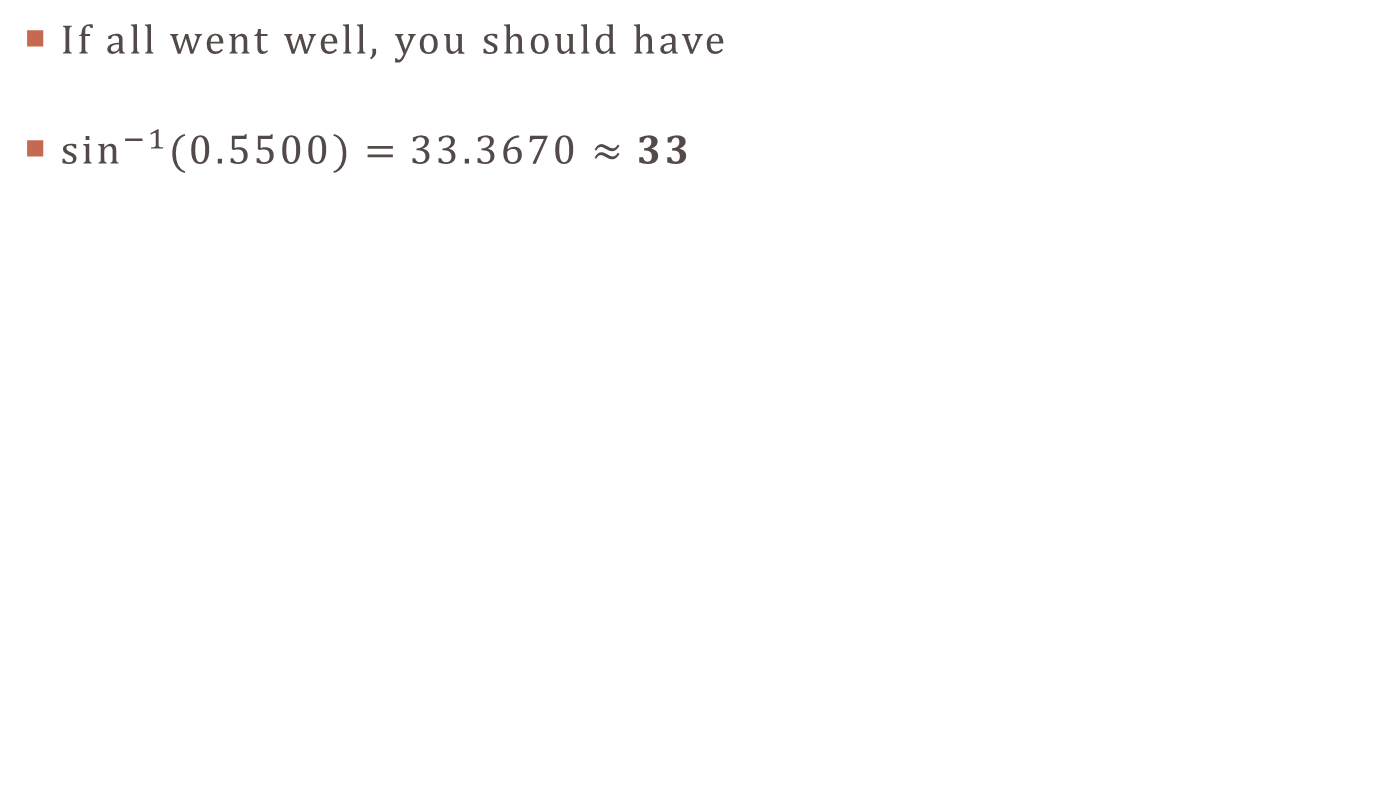 ▪ If all went well, you should have
▪ sin⁻¹(0.5500) = 33.3670 ≈ 33